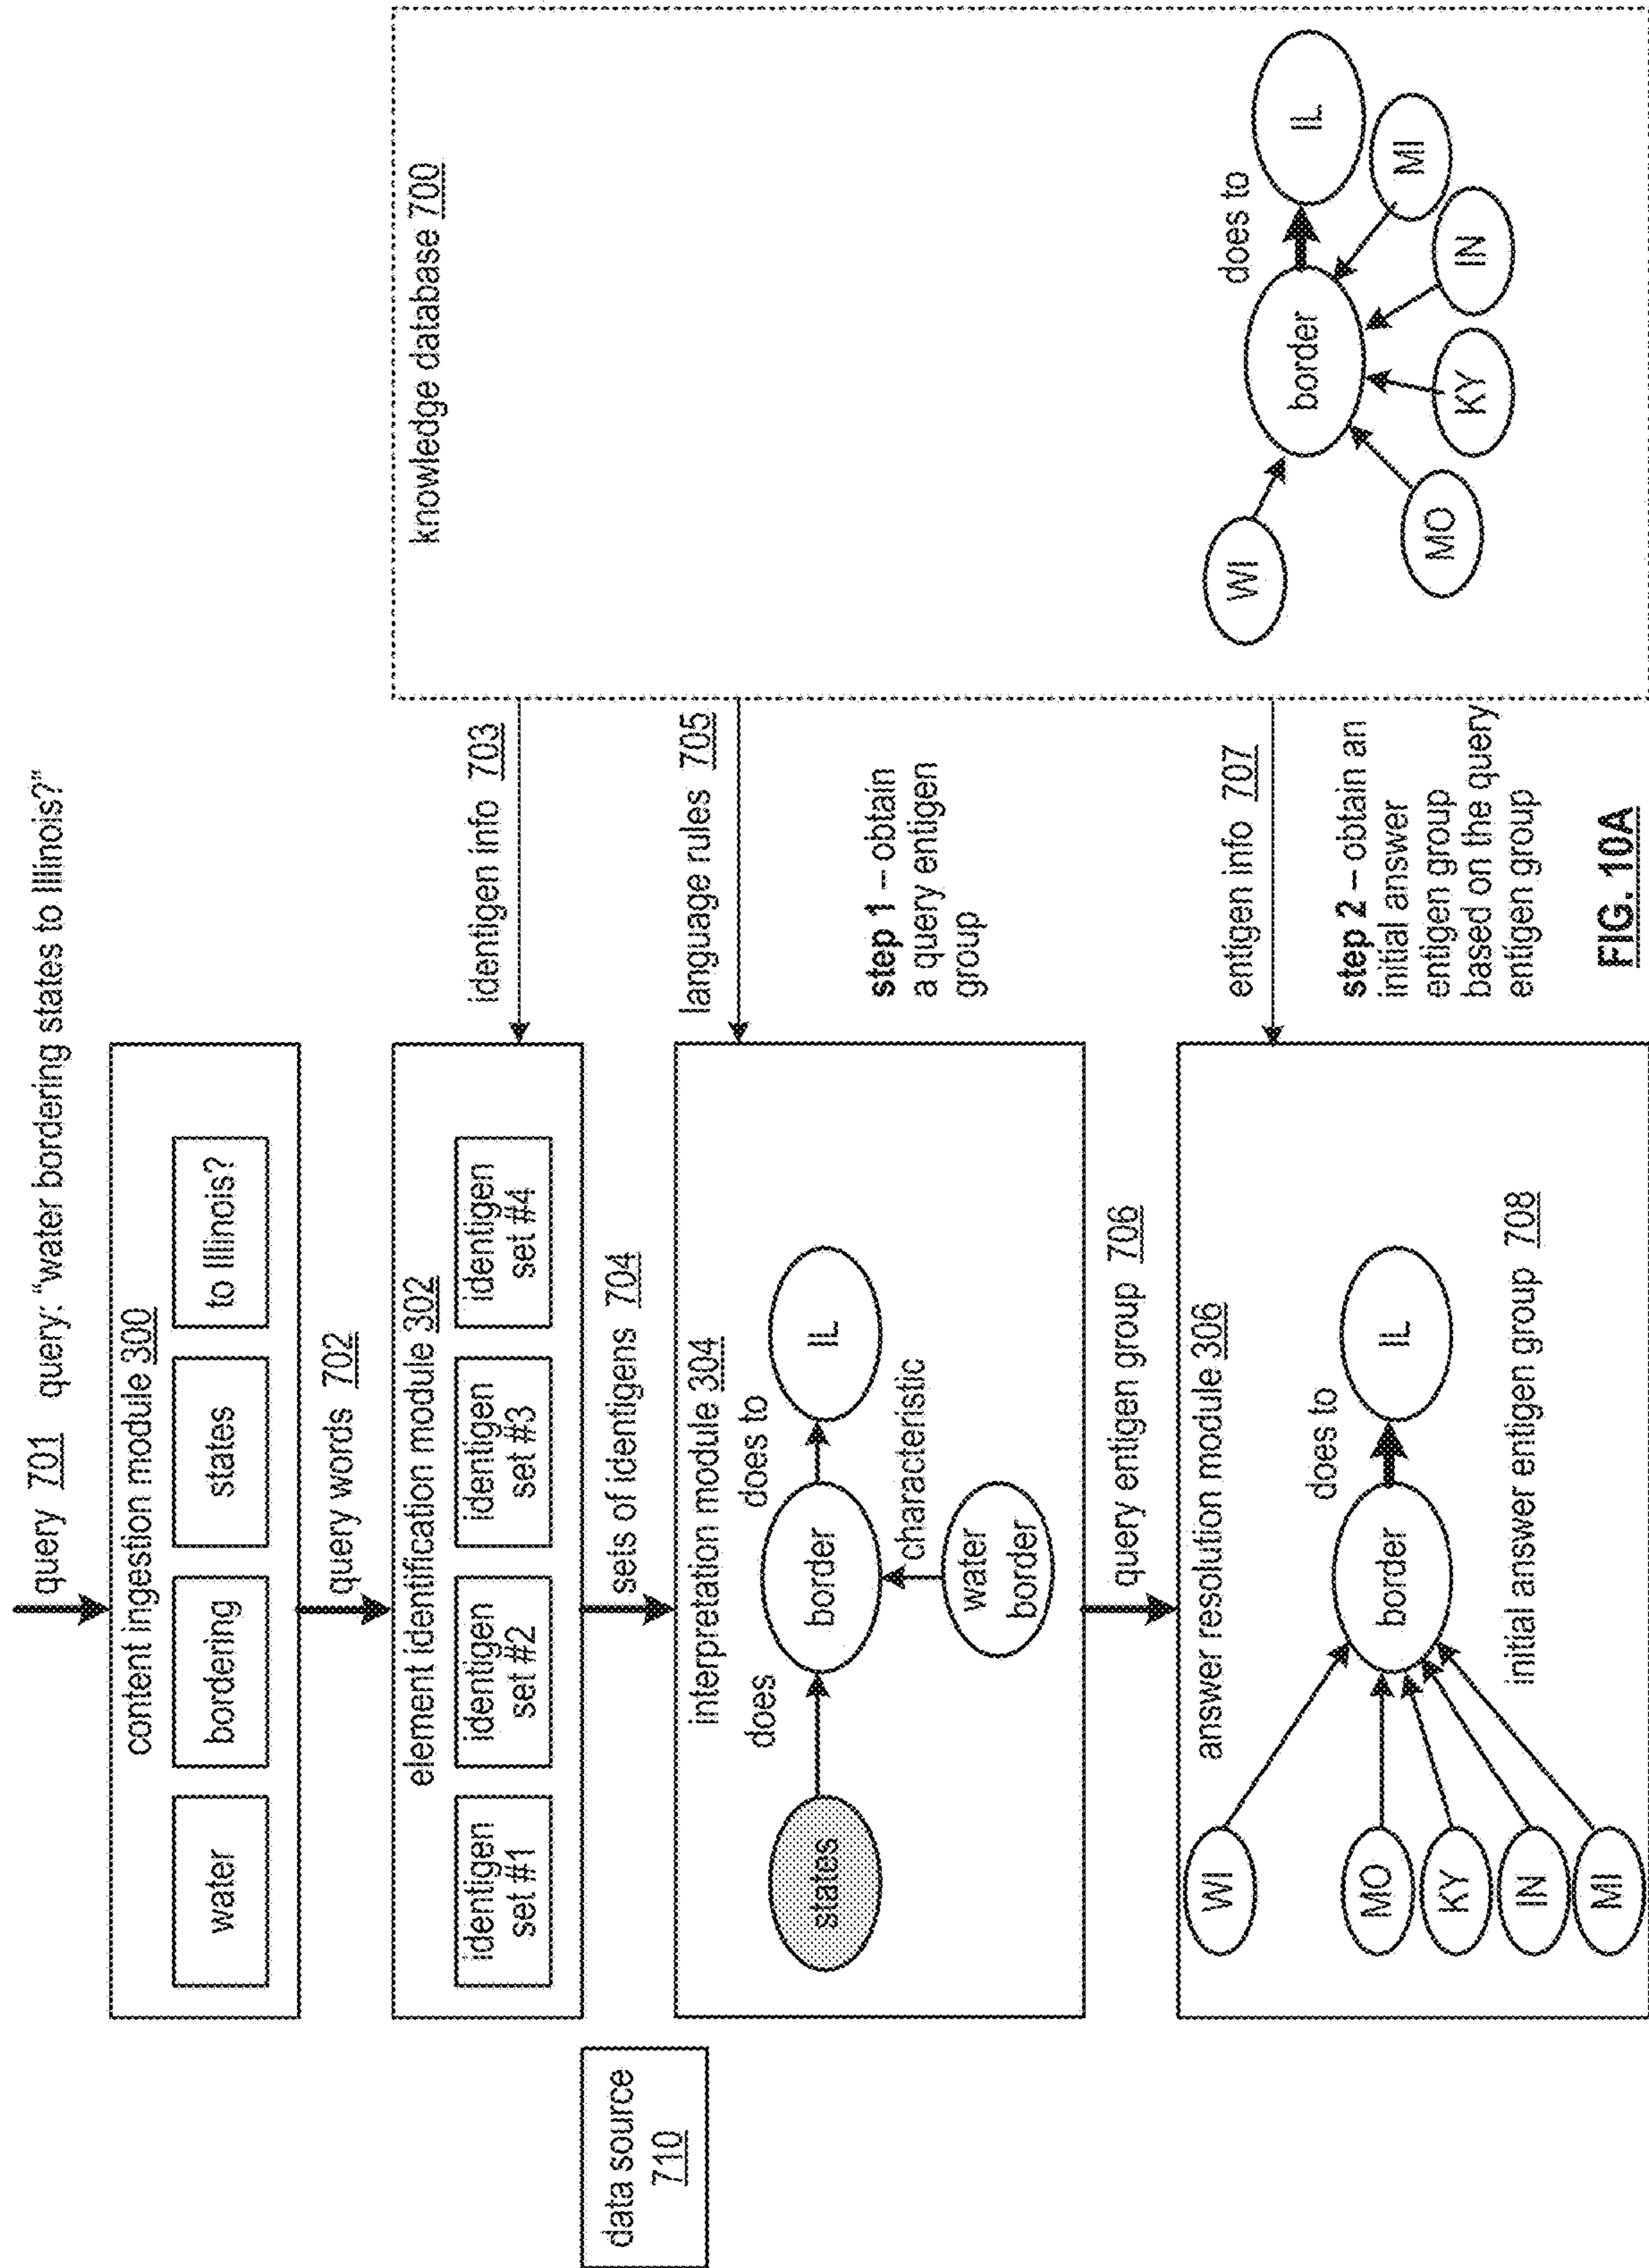 query 701 query: "water bordering states to Illinois?"
content ingestion module 300
water
bordering
states
to Illinois?
query words 702
element identification module 302
identigen
set #1
identigen
set #2
identigen
set #3
identigen
set #4
identigen info 703
knowledge database 700
data source
710
sets of identigens 704
language rules 705
interpretation module 304
does
does to
states
border
IL
characteristic
water
border
step 1 – obtain
a query entigen
group
query entigen group 706
entigen info 707
answer resolution module 306
does to
WI
MO
KY
IN
MI
border
IL
initial answer entigen group 708
step 2 – obtain an
initial answer
entigen group
based on the query
entigen group
does to
WI
border
IL
MO
KY
IN
MI
FIG. 10A